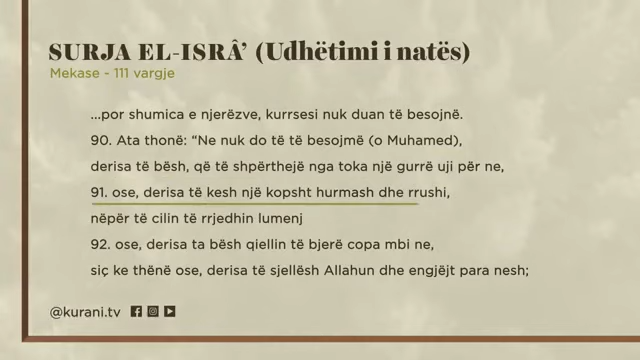 SURJA EL-ISRÂ’ (Udhëtimi i natës)
Mekase - 111 vargje
...por shumica e njerëzve, kurrsesi nuk duan të besojnë.
90. Ata thonë: “Ne nuk do të të besojmë (o Muhamed),
derisa të bësh, që të shpërthejë nga toka një gurrë uji për ne,
91. ose, derisa të kesh një kopsht hurmash dhe rrushi,
nëpër të cilin të rrjedhin lumenj
92. ose, derisa ta bësh qiellin të bjerë copa mbi ne,
siç ke thënë ose, derisa të sjellësh Allahun dhe engjëjt para nesh;
@kurani.tv